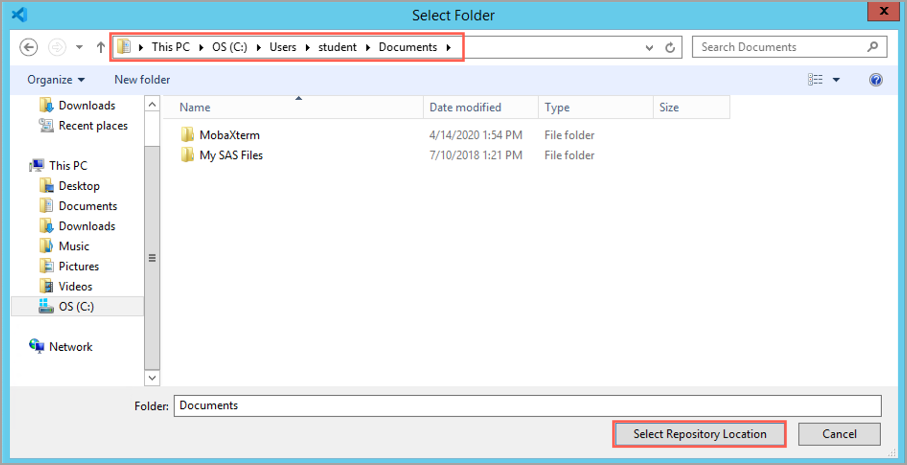 Select Folder
x
This PC OS (C:) Users student Documents
Search Documents
Organize New folder
?
Downloads
Recent places
This PC
Desktop
Documents
Downloads
Music
Pictures
Videos
OS (C:)
Network
Name Date modified Type Size
MobaXterm 4/14/2020 1:54 PM File folder
My SAS Files 7/10/2018 1:21 PM File folder
Folder: Documents
Select Repository Location Cancel